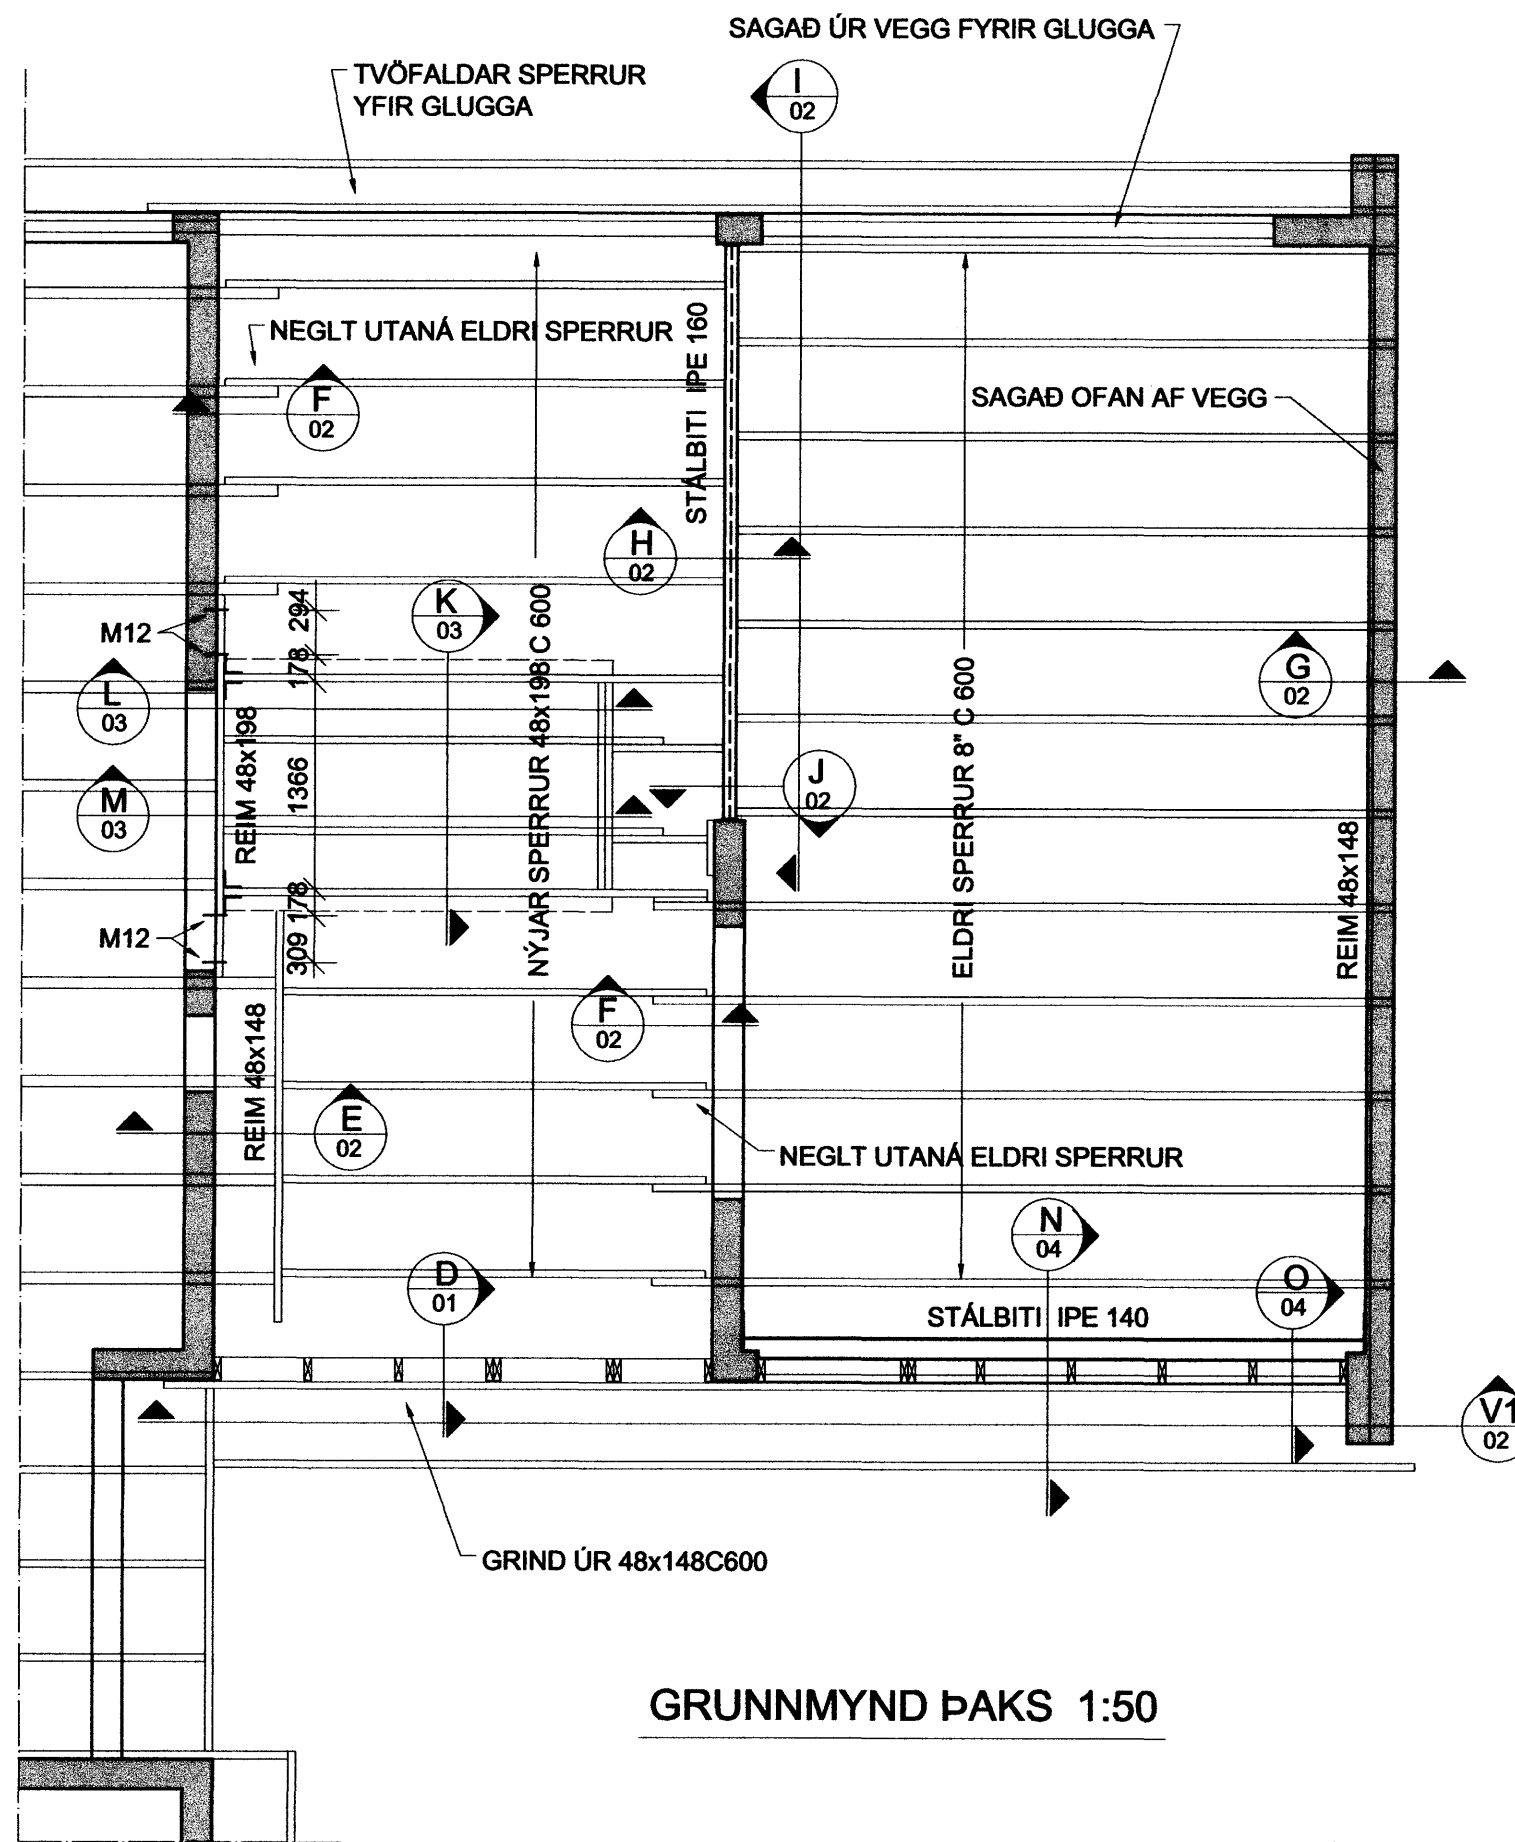 SAGAÐ ÚR VEGG FYRIR GLUGGA
TVÖFALDAR SPERRUR
YFIR GLUGGA
I
02
NEGLT UTANÁ ELDRI SPERRUR
STÁLBITI IPE 160
F
02
SAGAÐ OFAN AF VEGG
H
02
K
03
M12
294
178
1366
178
309
L
03
REIM 48x198
NÝJAR SPERRUR 48x198 C 600
ELDRI SPERRUR 8" C 600
G
02
M
03
J
02
REIM 48x148
M12
F
02
REIM 48x148
E
02
NEGLT UTANÁ ELDRI SPERRUR
N
04
D
01
O
04
STÁLBITI IPE 140
V1
02
GRIND ÚR 48x148C600
GRUNNMYND ÞAKS 1:50